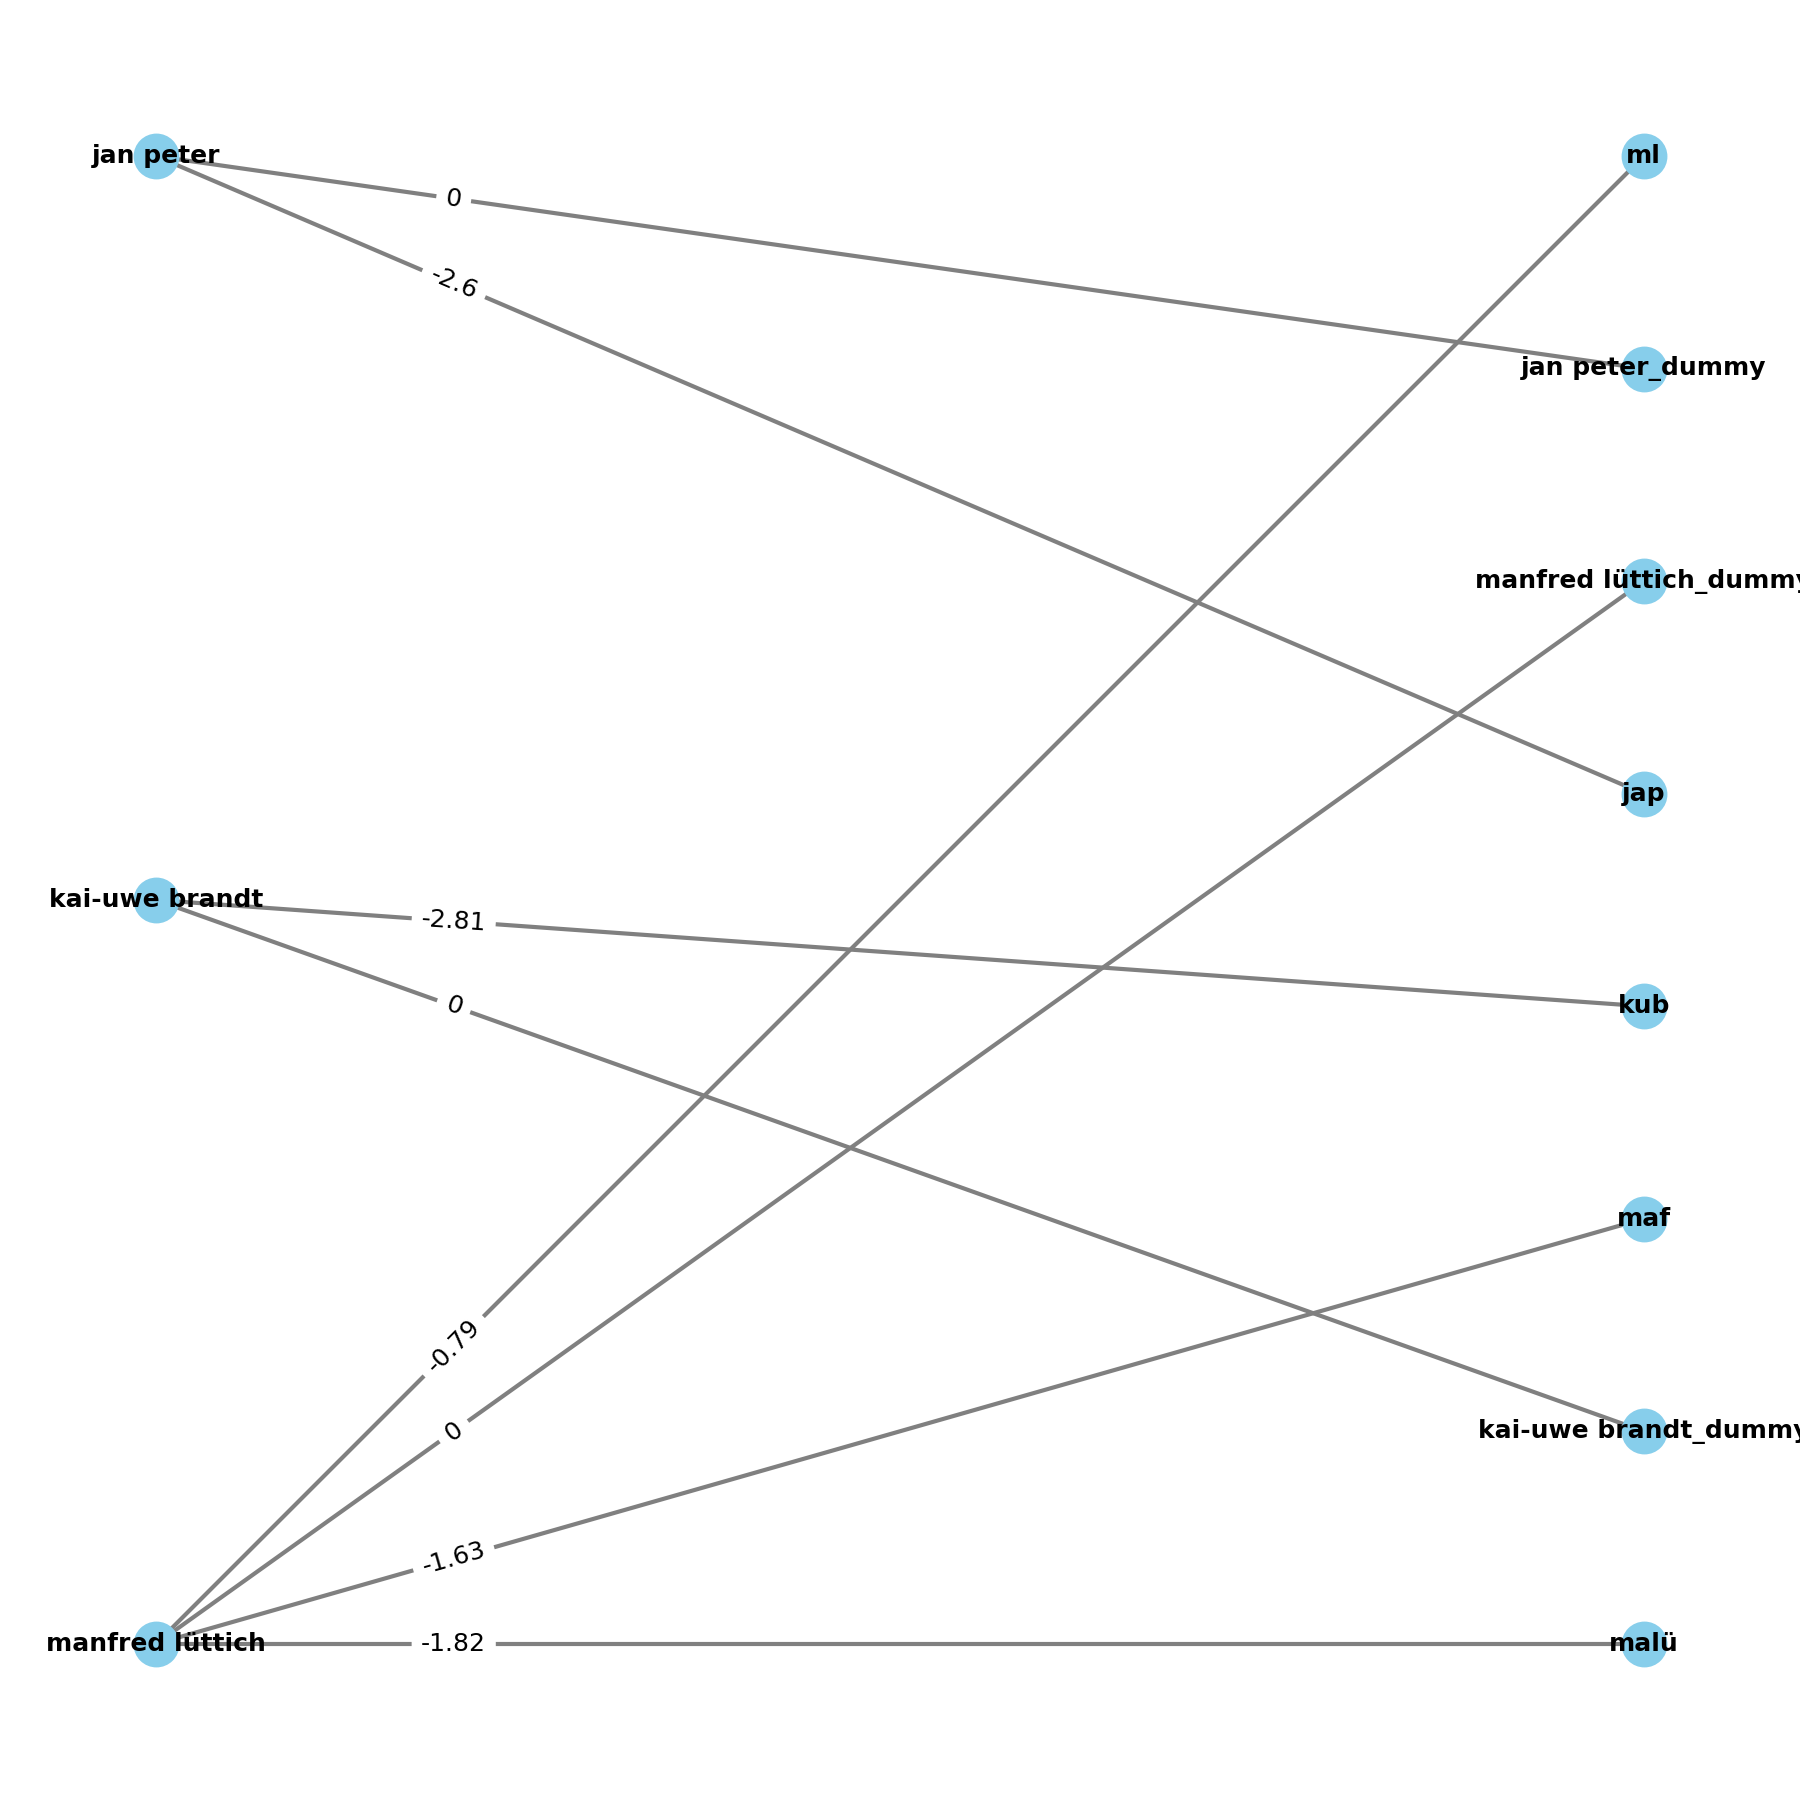 jan peter
ml
0
-2.6
jan peter_dummy
manfred lüttich_dummy
jap
kai-uwe brandt
-2.81
0
kub
maf
-0.79
0
kai-uwe brandt_dummy
-1.63
manfred lüttich
-1.82
malü